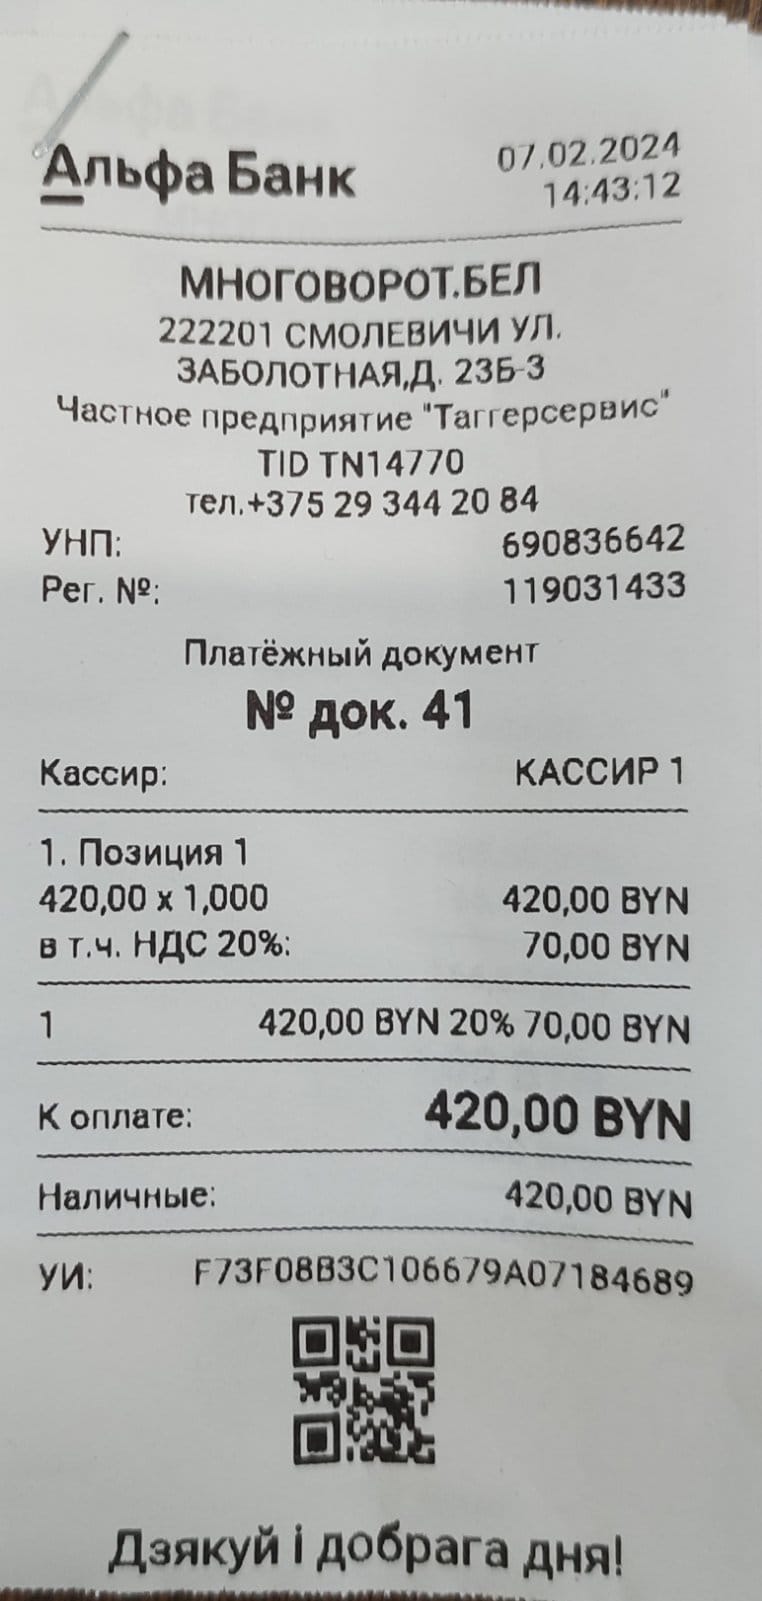 Альфа Банк
07.02.2024
14:43:12
МНОГОВОРОТ.БЕЛ
222201 СМОЛЕВИЧИ УЛ.
ЗАБОЛОТНАЯ,Д. 23Б-3
Частное предприятие "Таггерсервис"
TID TN14770
тел.+375 29 344 20 84
УНП: 690836642
Рег. №: 119031433
Платёжный документ
№ док. 41
Кассир: КАССИР 1
1. Позиция 1
420,00 x 1,000 420,00 BYN
в т.ч. НДС 20%: 70,00 BYN
1 420,00 BYN 20% 70,00 BYN
К оплате: 420,00 BYN
Наличные: 420,00 BYN
УИ: F73F08B3C106679A07184689
Дзякуй і добрага дня!